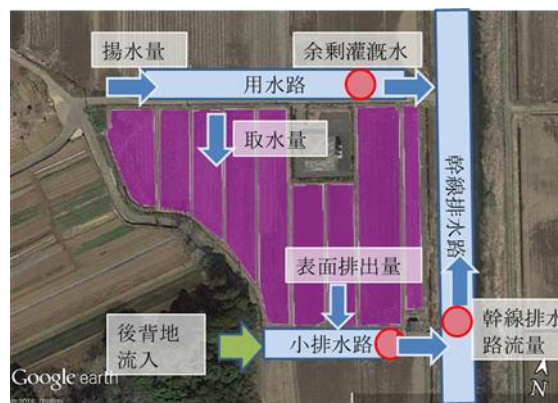 揚水量
余剰灌漑水
用水路
取水量
幹線排水路
表面排出量
後背地
流入
小排水路
幹線排水
路流量
Google earth
N